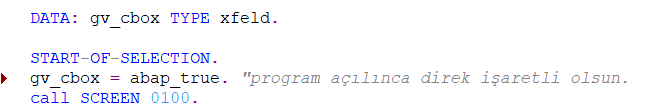 DATA: gv_cbox TYPE xfeld.
START-OF-SELECTION.
gv_cbox = abap_true. "program açılınca direk işaretli olsun.
call SCREEN 0100.